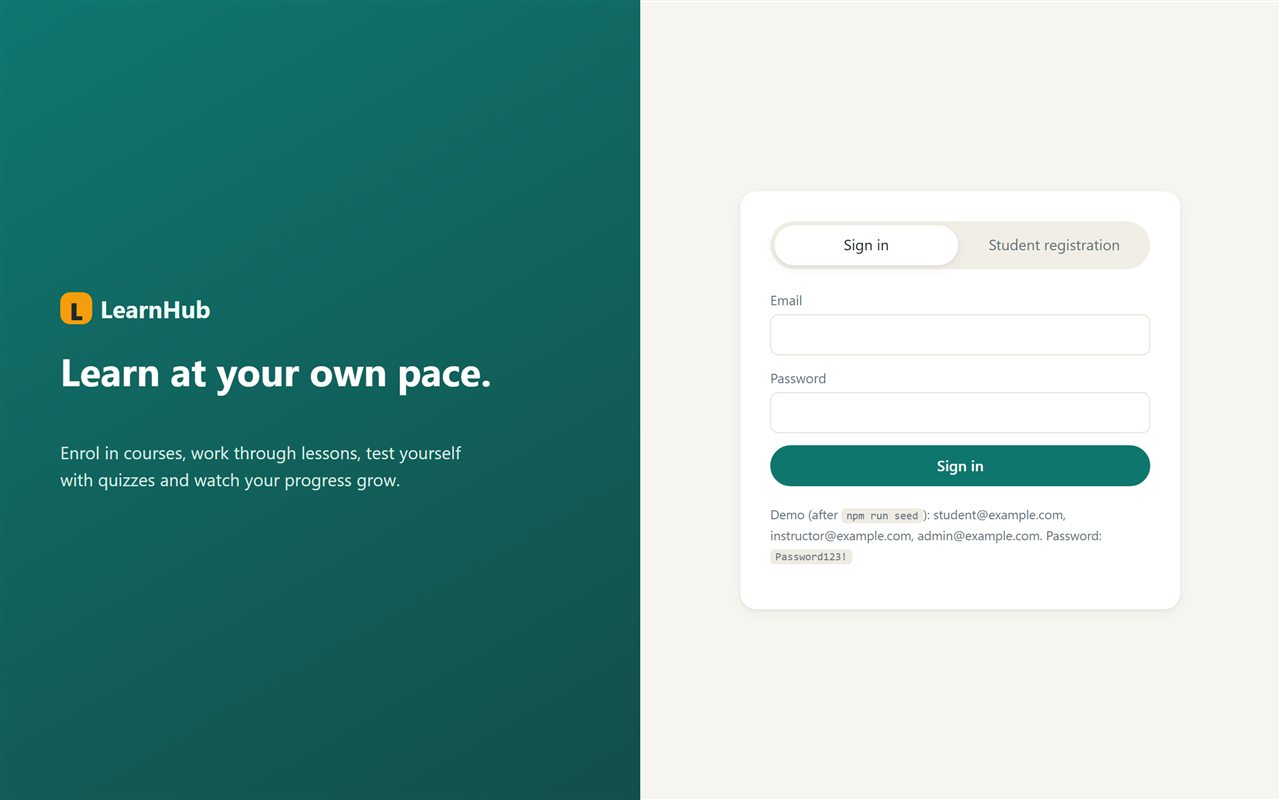 L LearnHub
Learn at your own pace.
Enrol in courses, work through lessons, test yourself
with quizzes and watch your progress grow.
Sign in
Student registration
Email
Password
Sign in
Demo (after npm run seed): student@example.com,
instructor@example.com, admin@example.com. Password:
Password123!